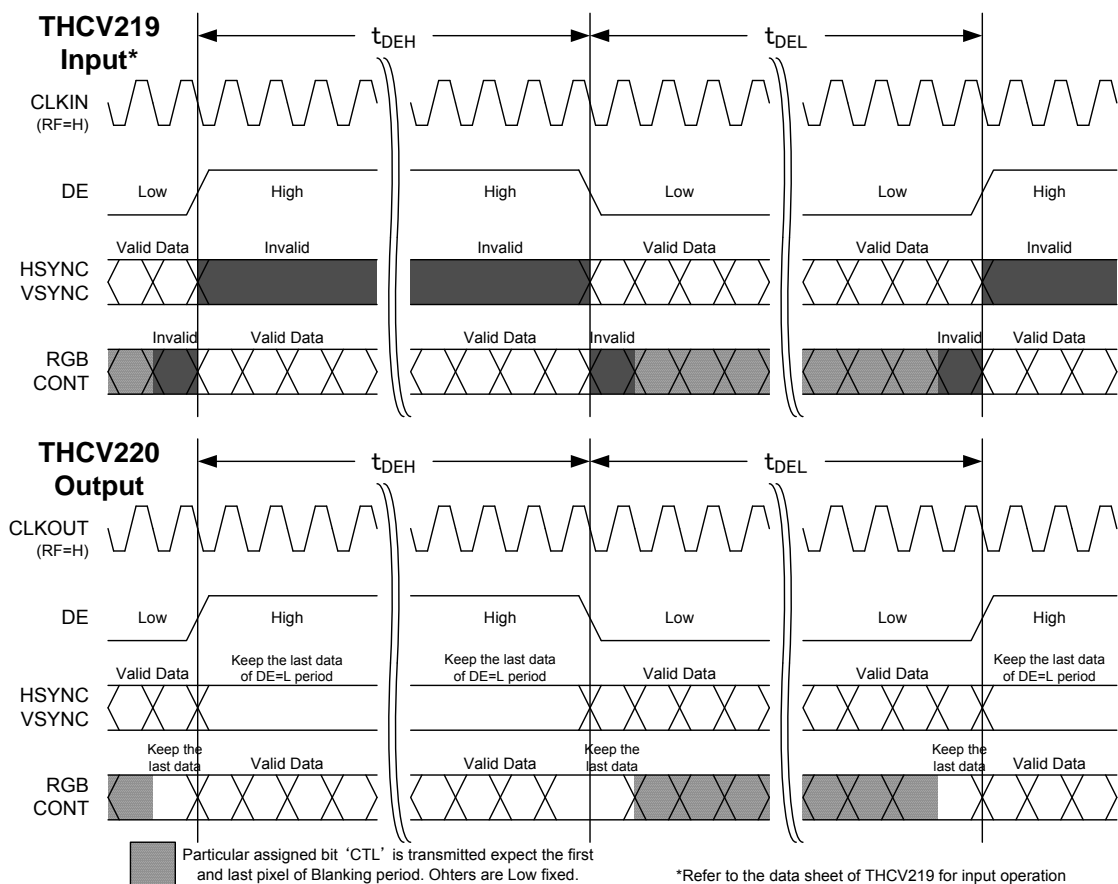 THCV219
Input*
tDEH
tDEL
CLKIN
(RF=H)
DE
Low
High
High
Low
Low
High
Valid Data
Invalid
Invalid
Valid Data
Valid Data
Invalid
HSYNC
VSYNC
Invalid
Valid Data
Valid Data
Invalid
Invalid
Valid Data
RGB
CONT
THCV220
Output
tDEH
tDEL
CLKOUT
(RF=H)
DE
Low
High
High
Low
Low
High
Valid Data
Keep the last data
of DE=L period
Keep the last data
of DE=L period
Valid Data
Valid Data
Keep the last data
of DE=L period
HSYNC
VSYNC
Keep the
last data
Valid Data
Valid Data
Keep the
last data
Keep the
last data
Valid Data
RGB
CONT
Particular assigned bit ‘CTL’ is transmitted expect the first
and last pixel of Blanking period. Ohters are Low fixed.
*Refer to the data sheet of THCV219 for input operation